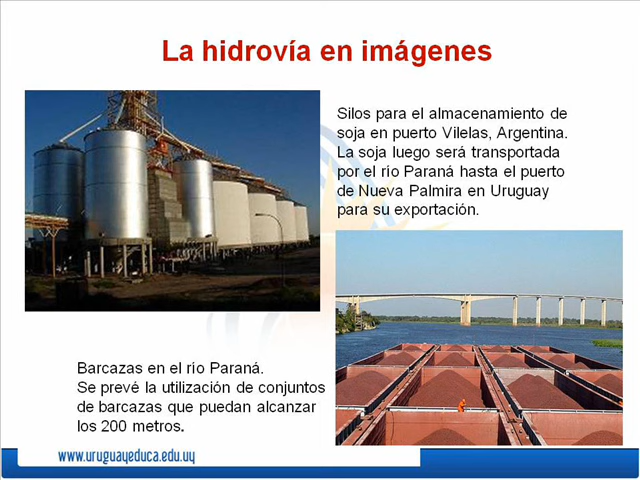 La hidrovía en imágenes
Silos para el almacenamiento de
soja en puerto Vilelas, Argentina.
La soja luego será transportada
por el río Paraná hasta el puerto
de Nueva Palmira en Uruguay
para su exportación.
Barcazas en el río Paraná.
Se prevé la utilización de conjuntos
de barcazas que puedan alcanzar
los 200 metros.
www.uruguayeduca.edu.uy